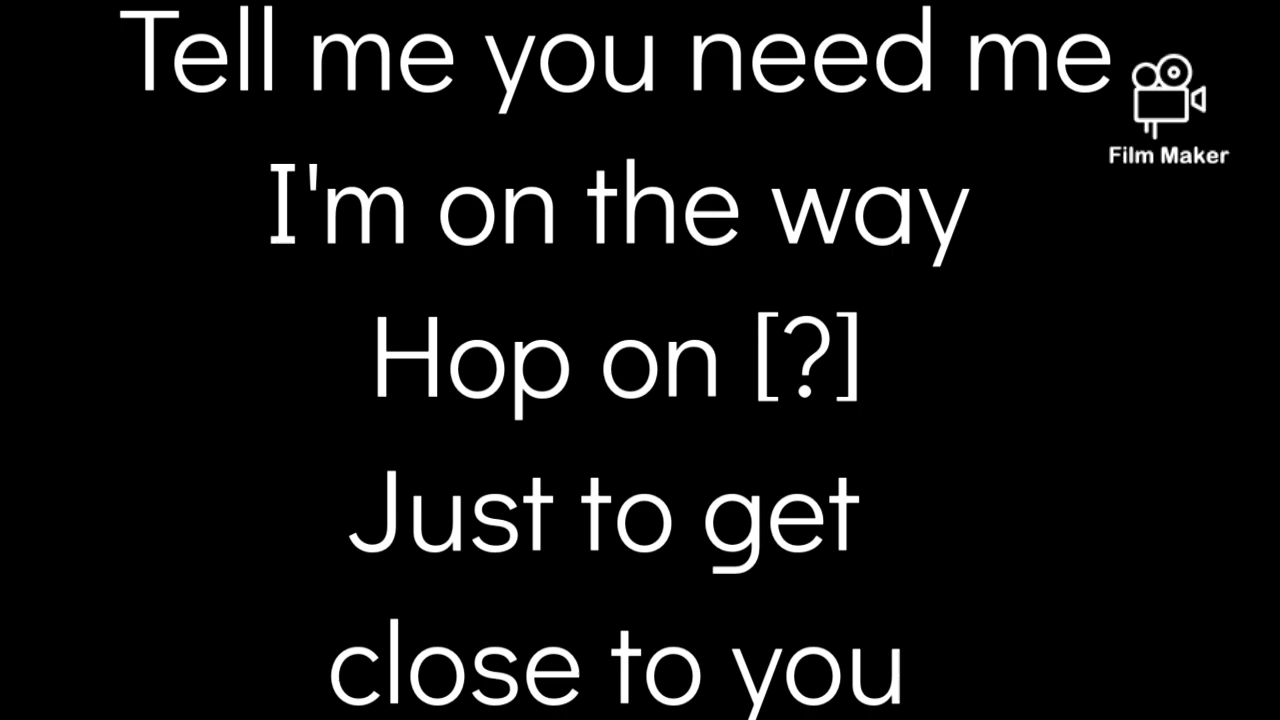 Tell me you need me
Film Maker
I'm on the way
Hop on [?]
Just to get
close to you